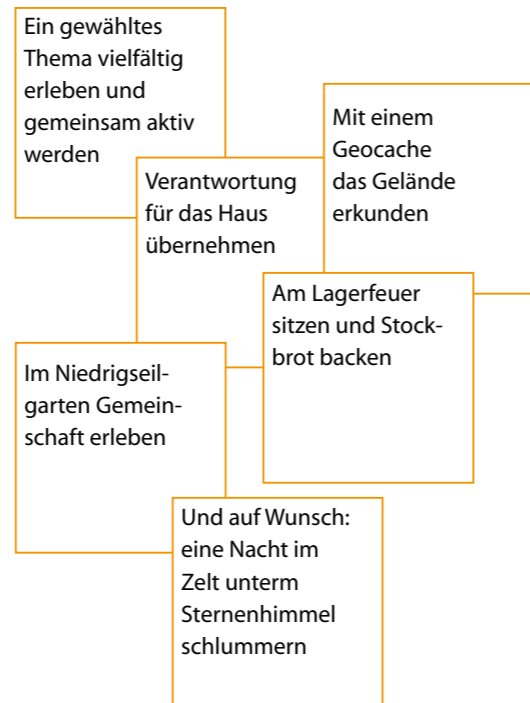 Ein gewähltes
Thema vielfältig
erleben und
gemeinsam aktiv
werden
Mit einem
Geocache
das Gelände
erkunden
Verantwortung
für das Haus
übernehmen
Am Lagerfeuer
sitzen und Stock-
brot backen
Im Niedrigseil-
garten Gemein-
schaft erleben
Und auf Wunsch:
eine Nacht im
Zelt unterm
Sternenhimmel
schlummern